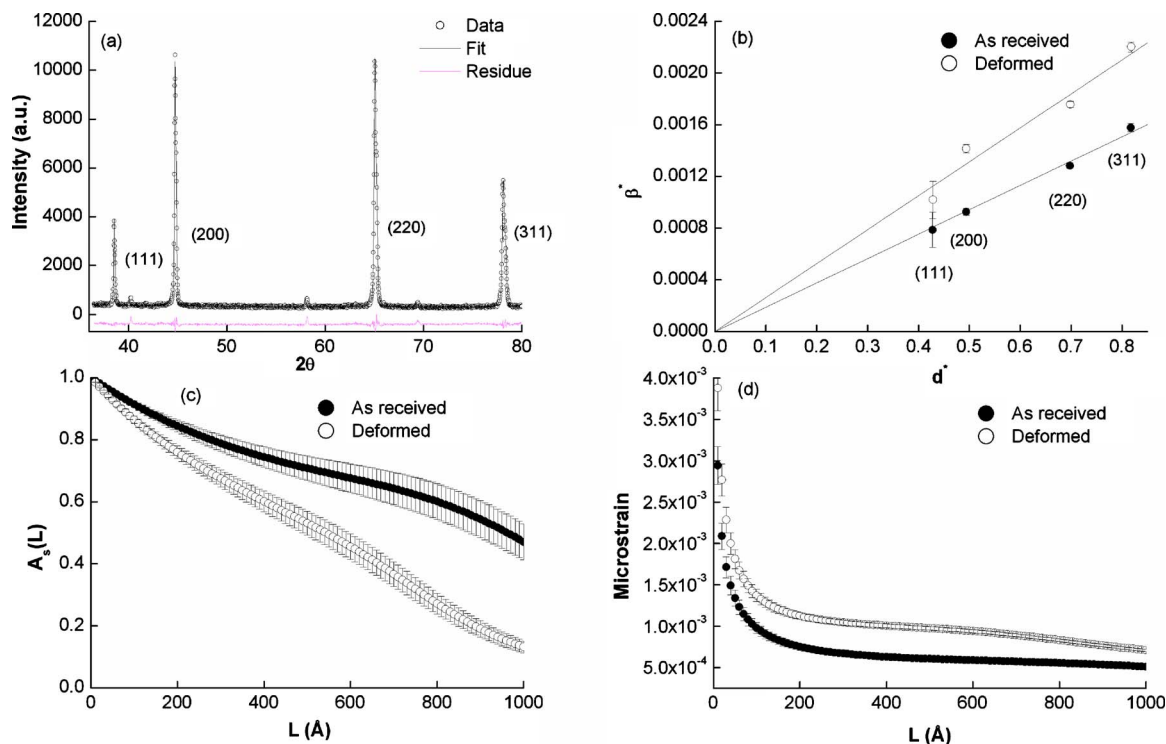 (a)
Data
Fit
Residue
Intensity (a.u.)
12000
10000
8000
6000
4000
2000
0
(111)
(200)
(220)
(311)
40 50 60 70 80
2θ
(b)
As received
Deformed
β*
0.0024
0.0020
0.0016
0.0012
0.0008
0.0004
0.0000
(111)
(200)
(220)
(311)
0.0 0.1 0.2 0.3 0.4 0.5 0.6 0.7 0.8
d*
(c)
As received
Deformed
A_s(L)
1.0
0.8
0.6
0.4
0.2
0.0
0 200 400 600 800 1000
L (Å)
(d)
As received
Deformed
Microstrain
4.0x10⁻³
3.5x10⁻³
3.0x10⁻³
2.5x10⁻³
2.0x10⁻³
1.5x10⁻³
1.0x10⁻³
5.0x10⁻⁴
0 200 400 600 800 1000
L (Å)